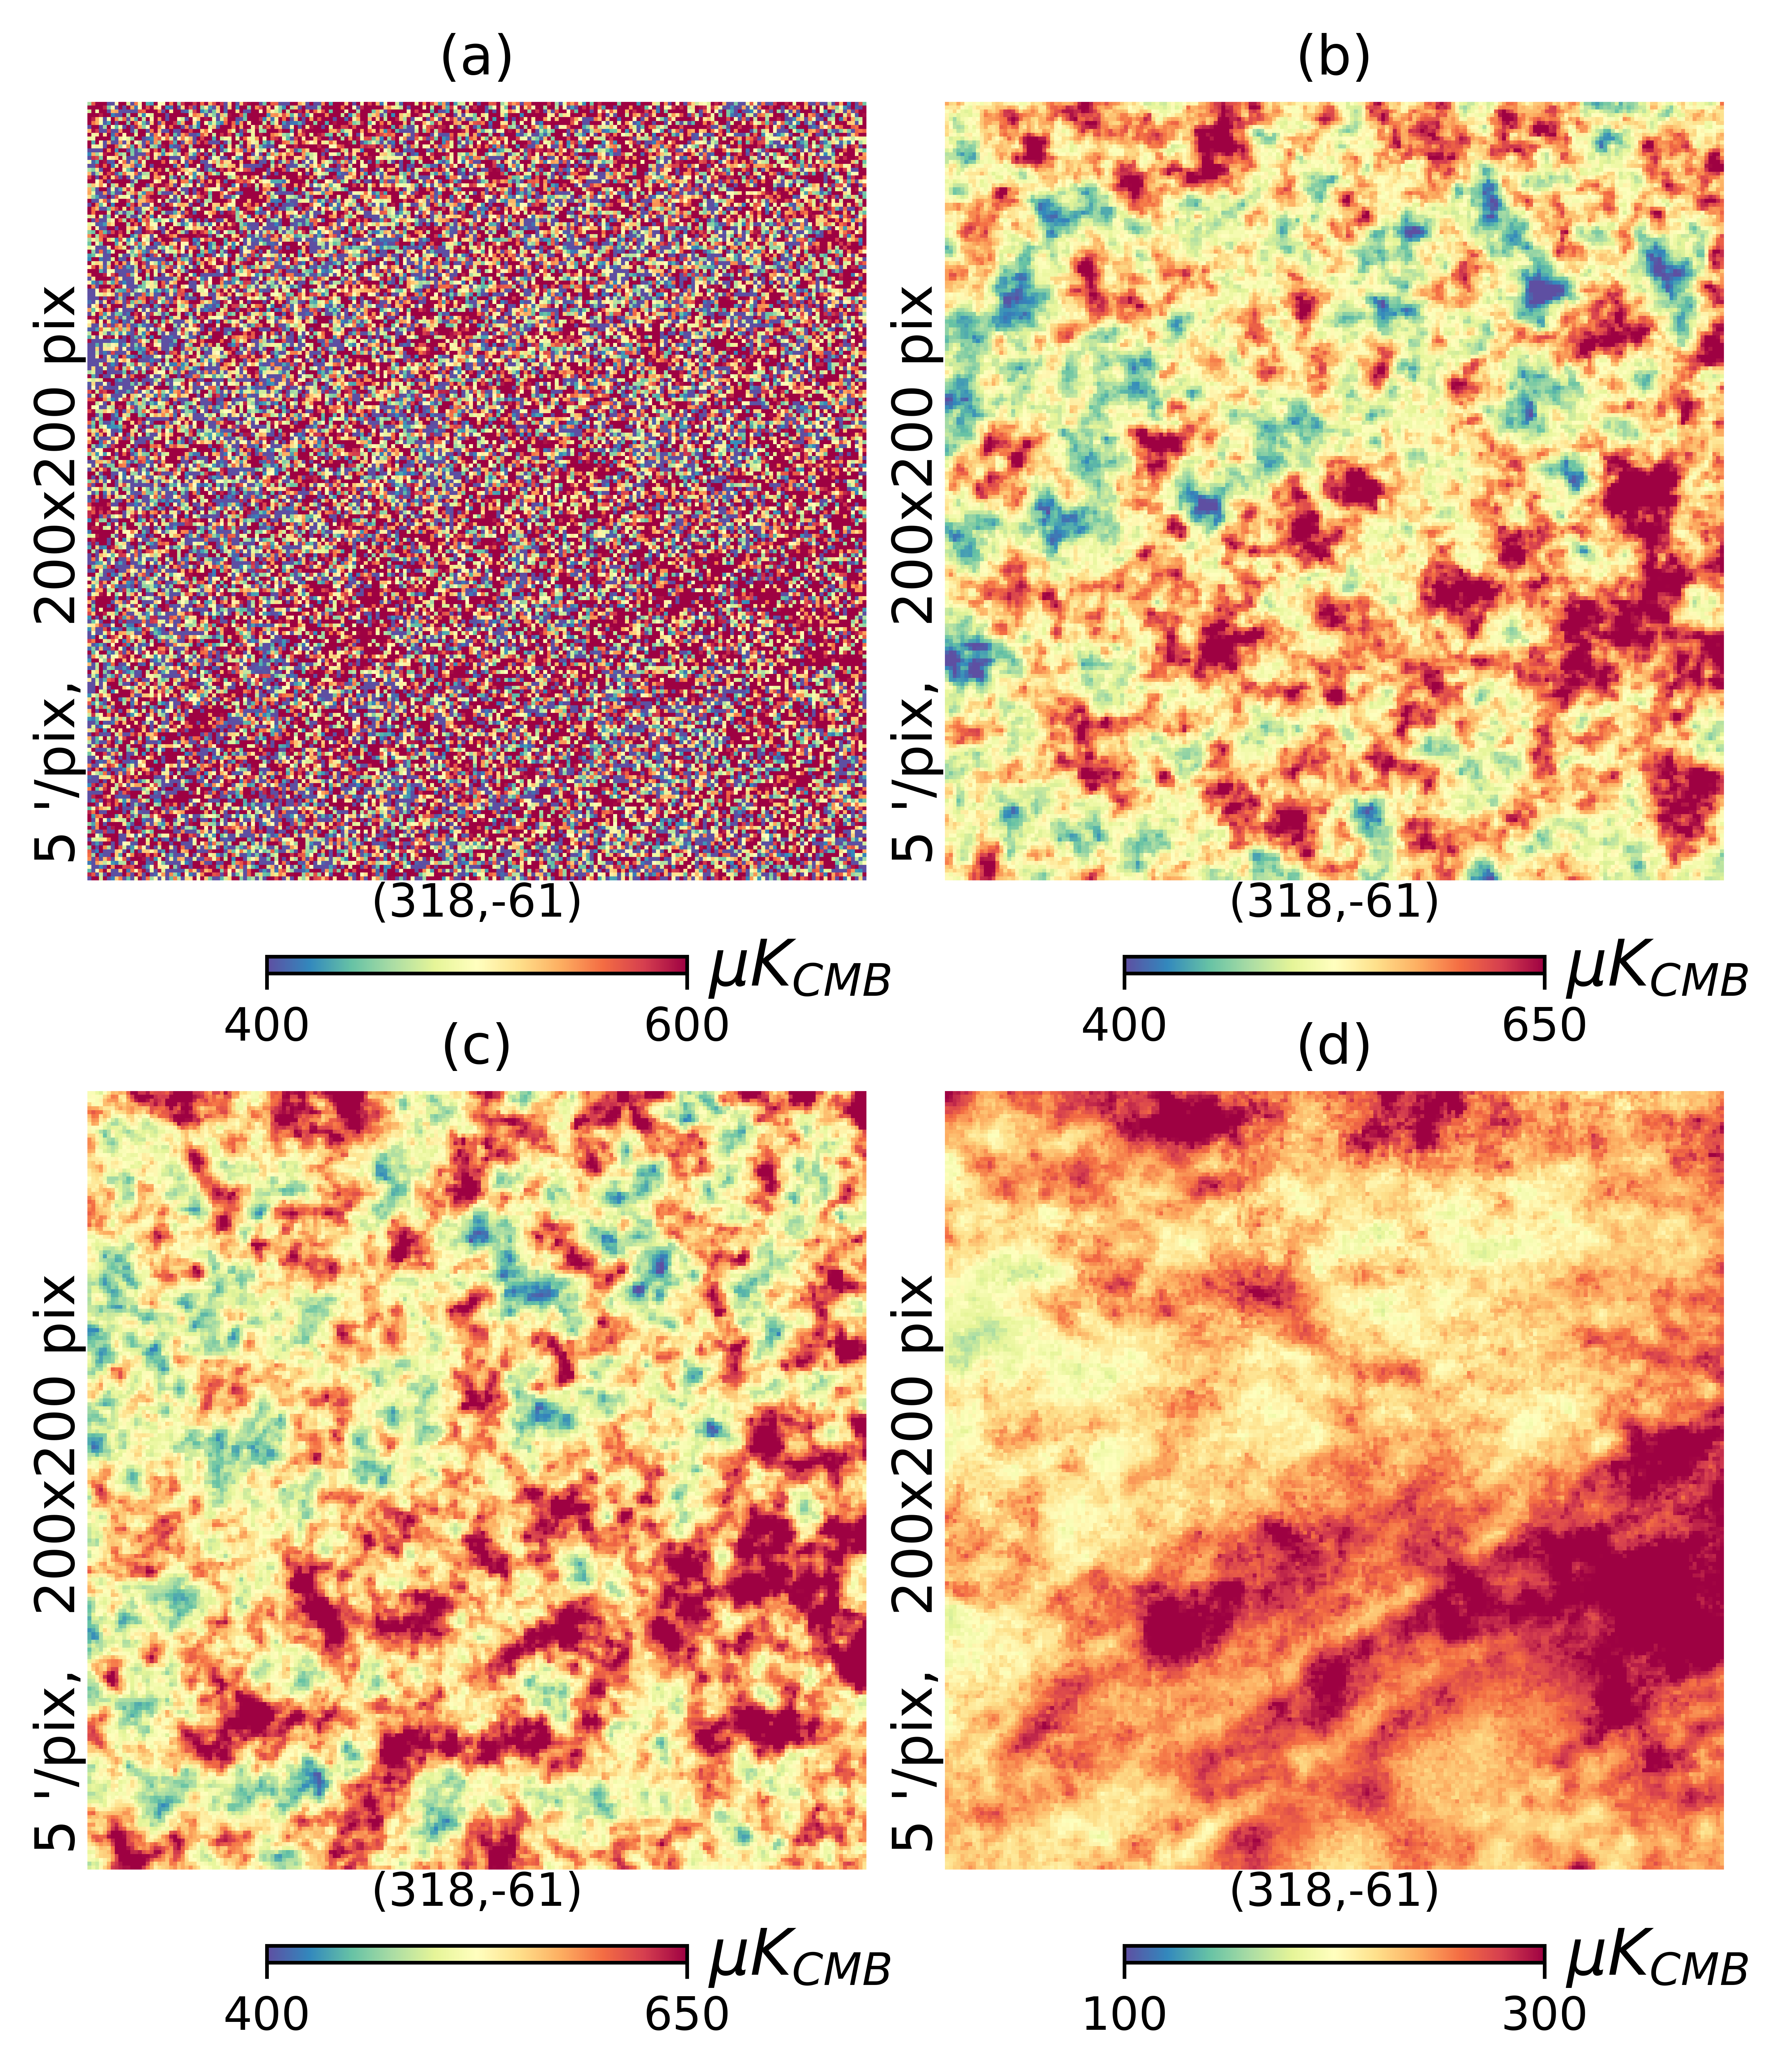 (a)
5 '/pix, 200x200 pix
(318,-61)
400
600
μK_CMB
(b)
5 '/pix, 200x200 pix
(318,-61)
400
650
μK_CMB
(c)
5 '/pix, 200x200 pix
(318,-61)
400
650
μK_CMB
(d)
5 '/pix, 200x200 pix
(318,-61)
100
300
μK_CMB